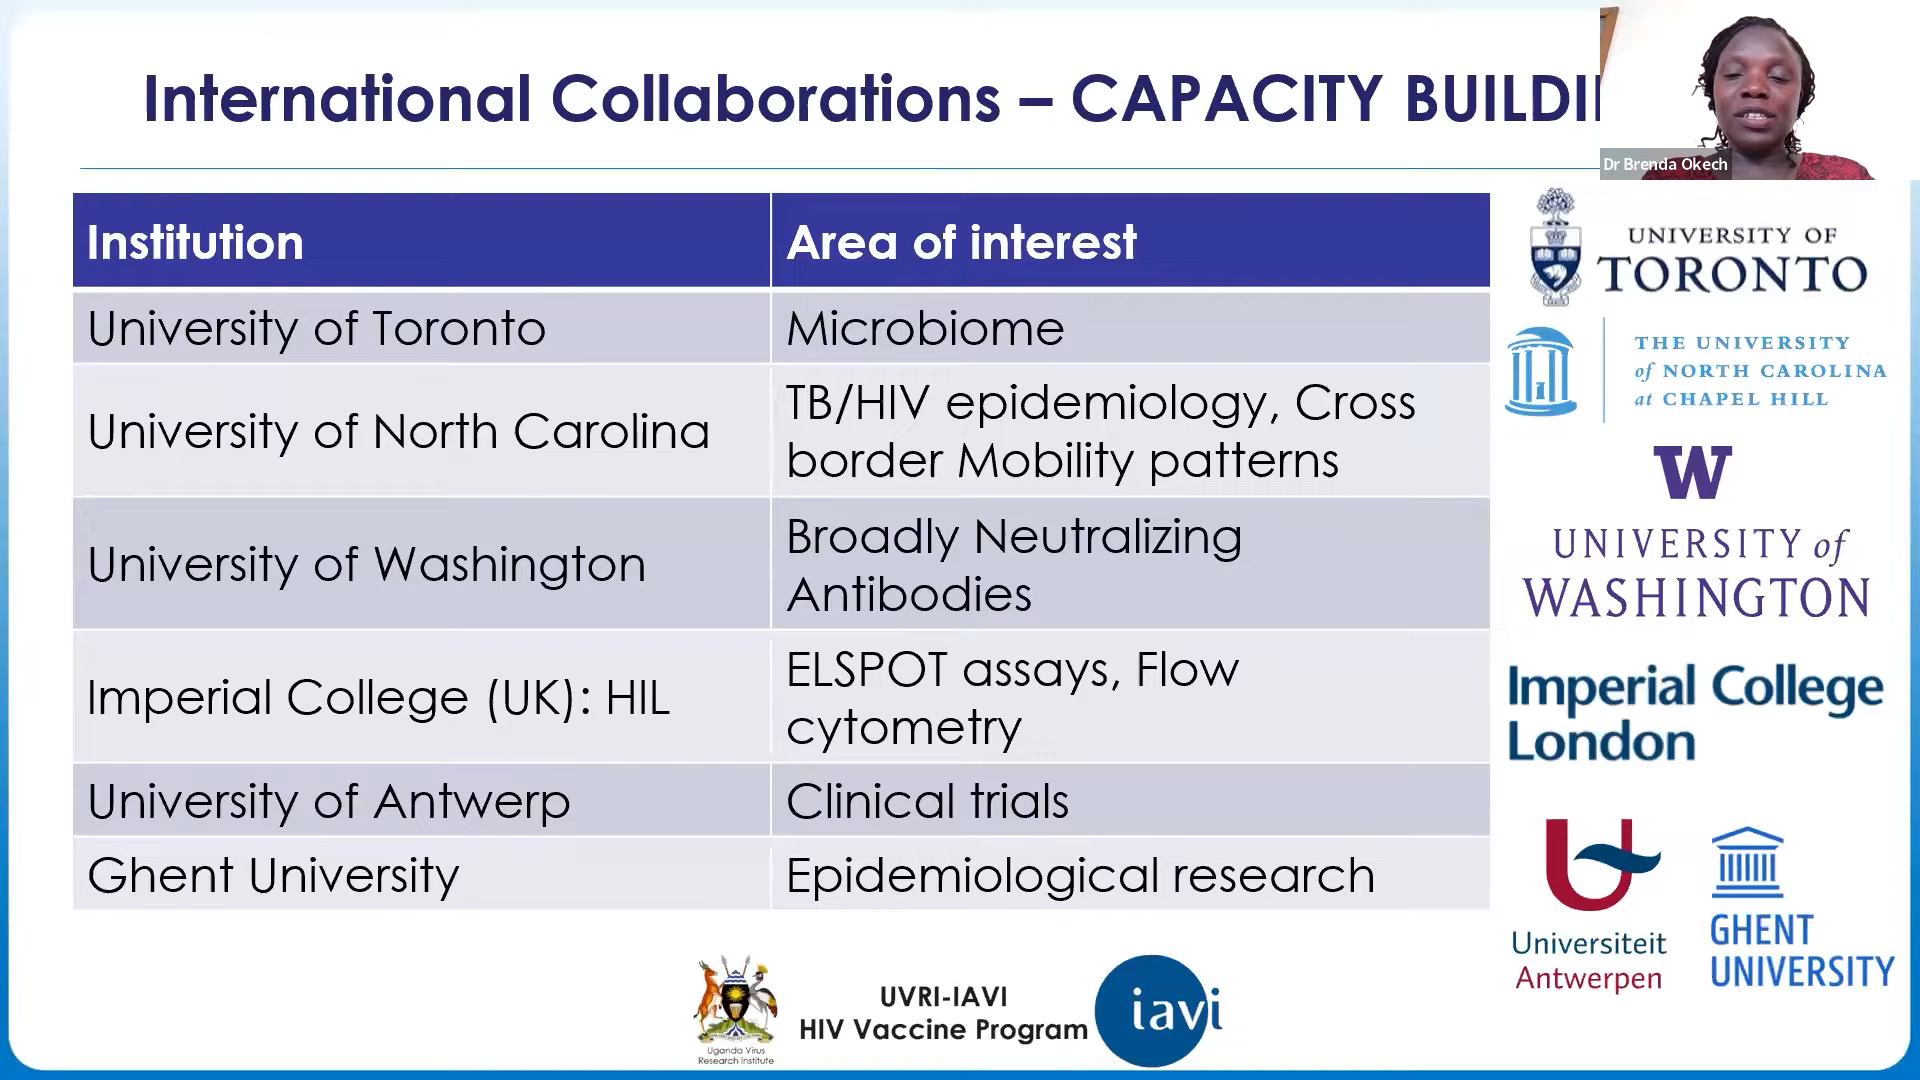 International Collaborations – CAPACITY BUILDI
Dr Brenda Okech
Institution
Area of interest
University of Toronto
Microbiome
University of North Carolina
TB/HIV epidemiology, Cross
border Mobility patterns
University of Washington
Broadly Neutralizing
Antibodies
Imperial College (UK): HIL
ELSPOT assays, Flow
cytometry
University of Antwerp
Clinical trials
Ghent University
Epidemiological research
UNIVERSITY OF
TORONTO
THE UNIVERSITY
of NORTH CAROLINA
at CHAPEL HILL
W
UNIVERSITY of
WASHINGTON
Imperial College
London
Universiteit
Antwerpen
GHENT
UNIVERSITY
Uganda Virus
Research Institute
UVRI-IAVI
HIV Vaccine Program
iavi